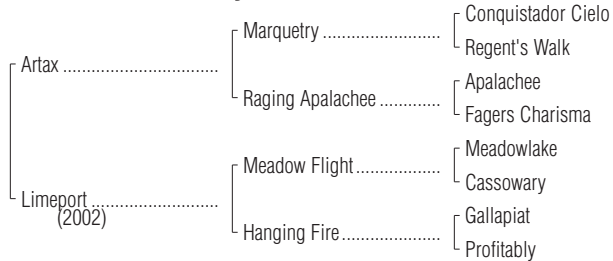 Conquistador Cielo
Marquetry ......................
Regent's Walk
Artax .............................
Apalachee
Raging Apalachee .............
Fagers Charisma
Meadowlake
Meadow Flight ..................
Cassowary
Limeport ........................
(2002)
Gallapiat
Hanging Fire .....................
Profitably